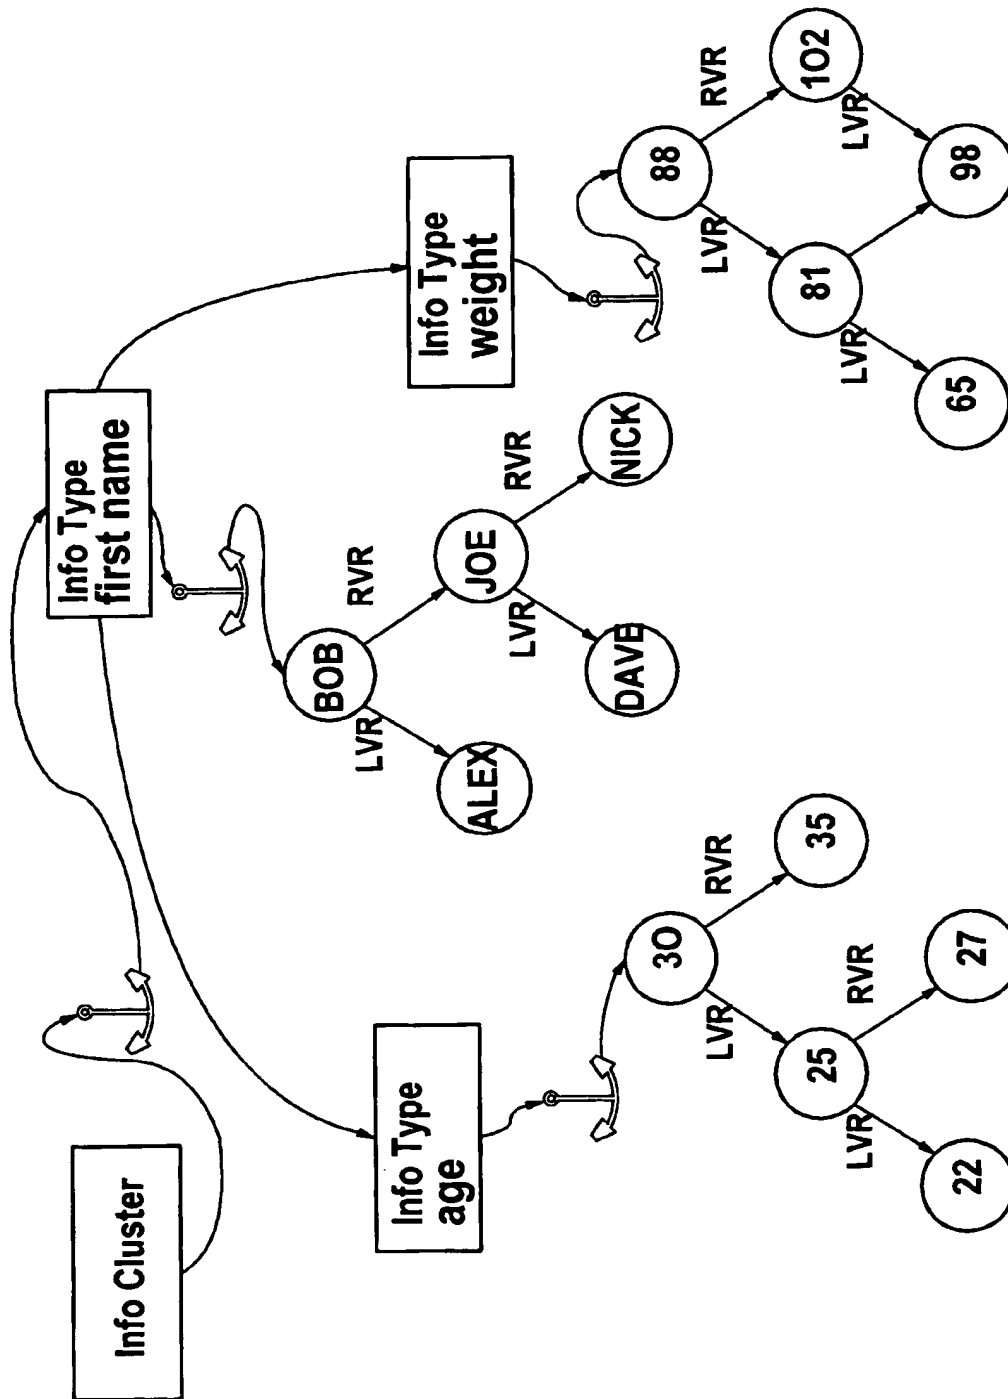 Info Cluster
Info Type
first name
Info Type
age
Info Type
weight
BOB
LVR
RVR
ALEX
JOE
LVR
RVR
DAVE
NICK
30
LVR
RVR
25
35
LVR
RVR
22
27
88
LVR
RVR
81
102
LVR
LVR
65
98